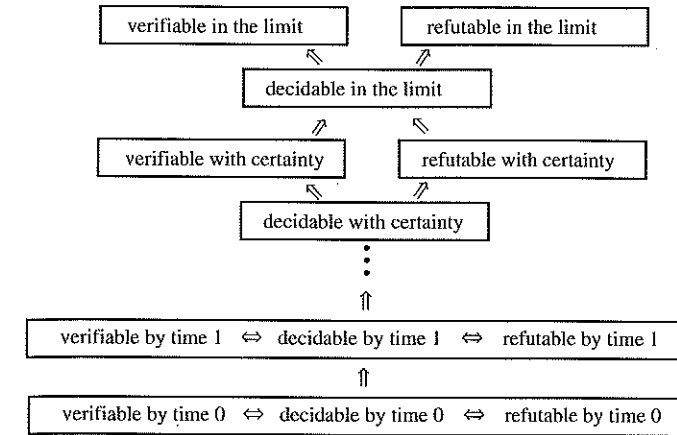 verifiable in the limit refutable in the limit
⇖ ⇗
decidable in the limit
⇗ ⇖
verifiable with certainty refutable with certainty
⇖ ⇗
decidable with certainty
⋮
⇑
verifiable by time 1 ⇔ decidable by time 1 ⇔ refutable by time 1
⇑
verifiable by time 0 ⇔ decidable by time 0 ⇔ refutable by time 0